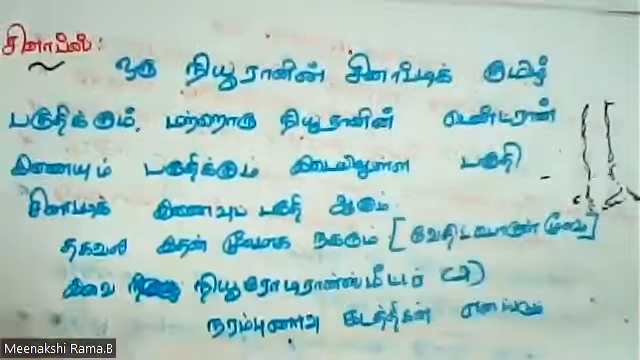 சினாப்ஸ்:
ஒரு நியூரானின் சினாப்டிக் குமிழ்
பகுதிக்கும், மற்றொரு நியூரானின் டெண்ட்ரான்
இணையும் பகுதிக்கும் இடையிலுள்ள பகுதி
சினாப்டிக் இணைவுப் பகுதி ஆகும்.
தகவல் இதன் மூலமாக நகரும் [வேதிப்பொருள் மூலம்]
இவை நியூரோடிரான்ஸ்மீட்டர் (அ)
நரம்புணர்வு கடத்திகள் எனப்படும்
Meenakshi Rama.B